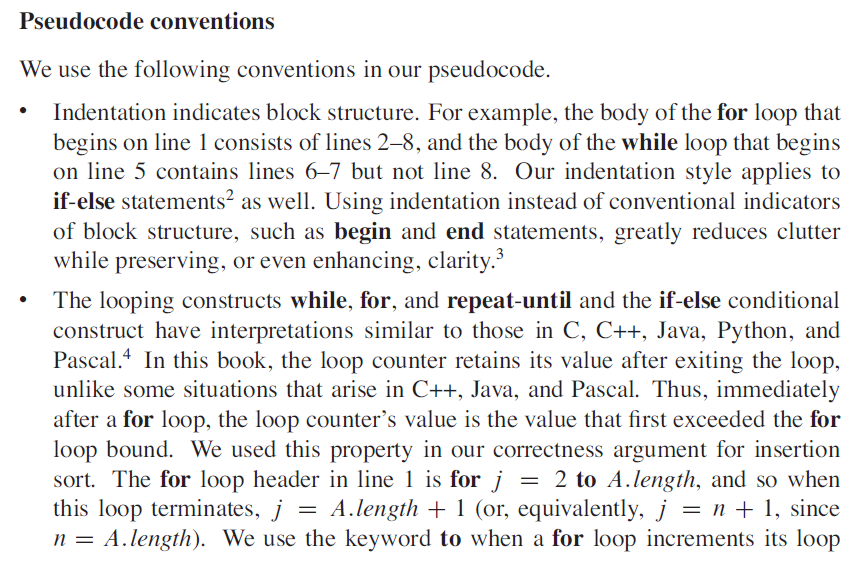 Pseudocode conventions
We use the following conventions in our pseudocode.
• Indentation indicates block structure. For example, the body of the for loop that
begins on line 1 consists of lines 2–8, and the body of the while loop that begins
on line 5 contains lines 6–7 but not line 8. Our indentation style applies to
if-else statements² as well. Using indentation instead of conventional indicators
of block structure, such as begin and end statements, greatly reduces clutter
while preserving, or even enhancing, clarity.³
• The looping constructs while, for, and repeat-until and the if-else conditional
construct have interpretations similar to those in C, C++, Java, Python, and
Pascal.⁴ In this book, the loop counter retains its value after exiting the loop,
unlike some situations that arise in C++, Java, and Pascal. Thus, immediately
after a for loop, the loop counter’s value is the value that first exceeded the for
loop bound. We used this property in our correctness argument for insertion
sort. The for loop header in line 1 is for j = 2 to A.length, and so when
this loop terminates, j = A.length + 1 (or, equivalently, j = n + 1, since
n = A.length). We use the keyword to when a for loop increments its loop